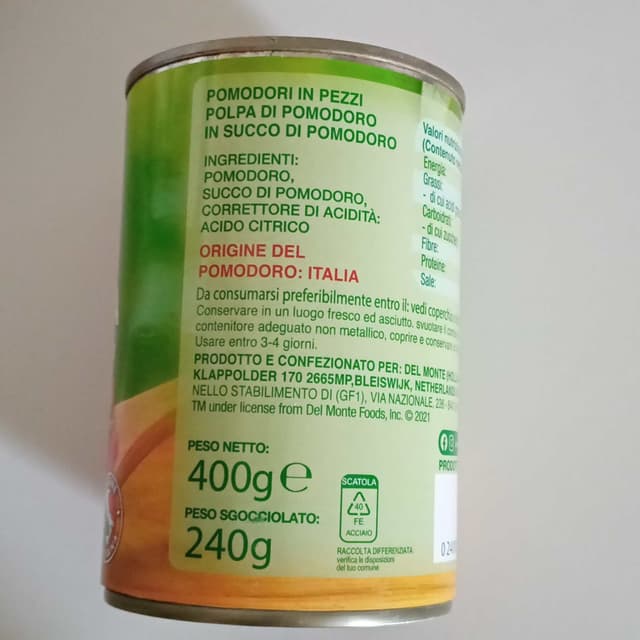 POMODORI IN PEZZI
POLPA DI POMODORO
IN SUCCO DI POMODORO
INGREDIENTI:
POMODORO,
SUCCO DI POMODORO,
CORRETTORE DI ACIDITÀ:
ACIDO CITRICO
ORIGINE DEL
POMODORO: ITALIA
Da consumarsi preferibilmente entro il: vedi coperchio
Conservare in un luogo fresco ed asciutto. svuotare il
contenitore adeguato non metallico, coprire e conservare
Usare entro 3-4 giorni.
PRODOTTO E CONFEZIONATO PER: DEL MONTE
KLAPPOLDER 170 2665MP,BLEISWIJK, NETHERLANDS
NELLO STABILIMENTO DI (GF1), VIA NAZIONALE, 236 -
TM under license from Del Monte Foods, Inc. © 2021
PESO NETTO:
400g e
PESO SGOCCIOLATO:
240g
SCATOLA
40
FE
ACCIAIO
RACCOLTA DIFFERENZIATA
verifica le disposizioni
del tuo comune
Valori
(Contenuto
Energia:
Grassi:
- di cui acidi
Carboidrati:
- di cui zuccheri
Fibre:
Proteine:
Sale: